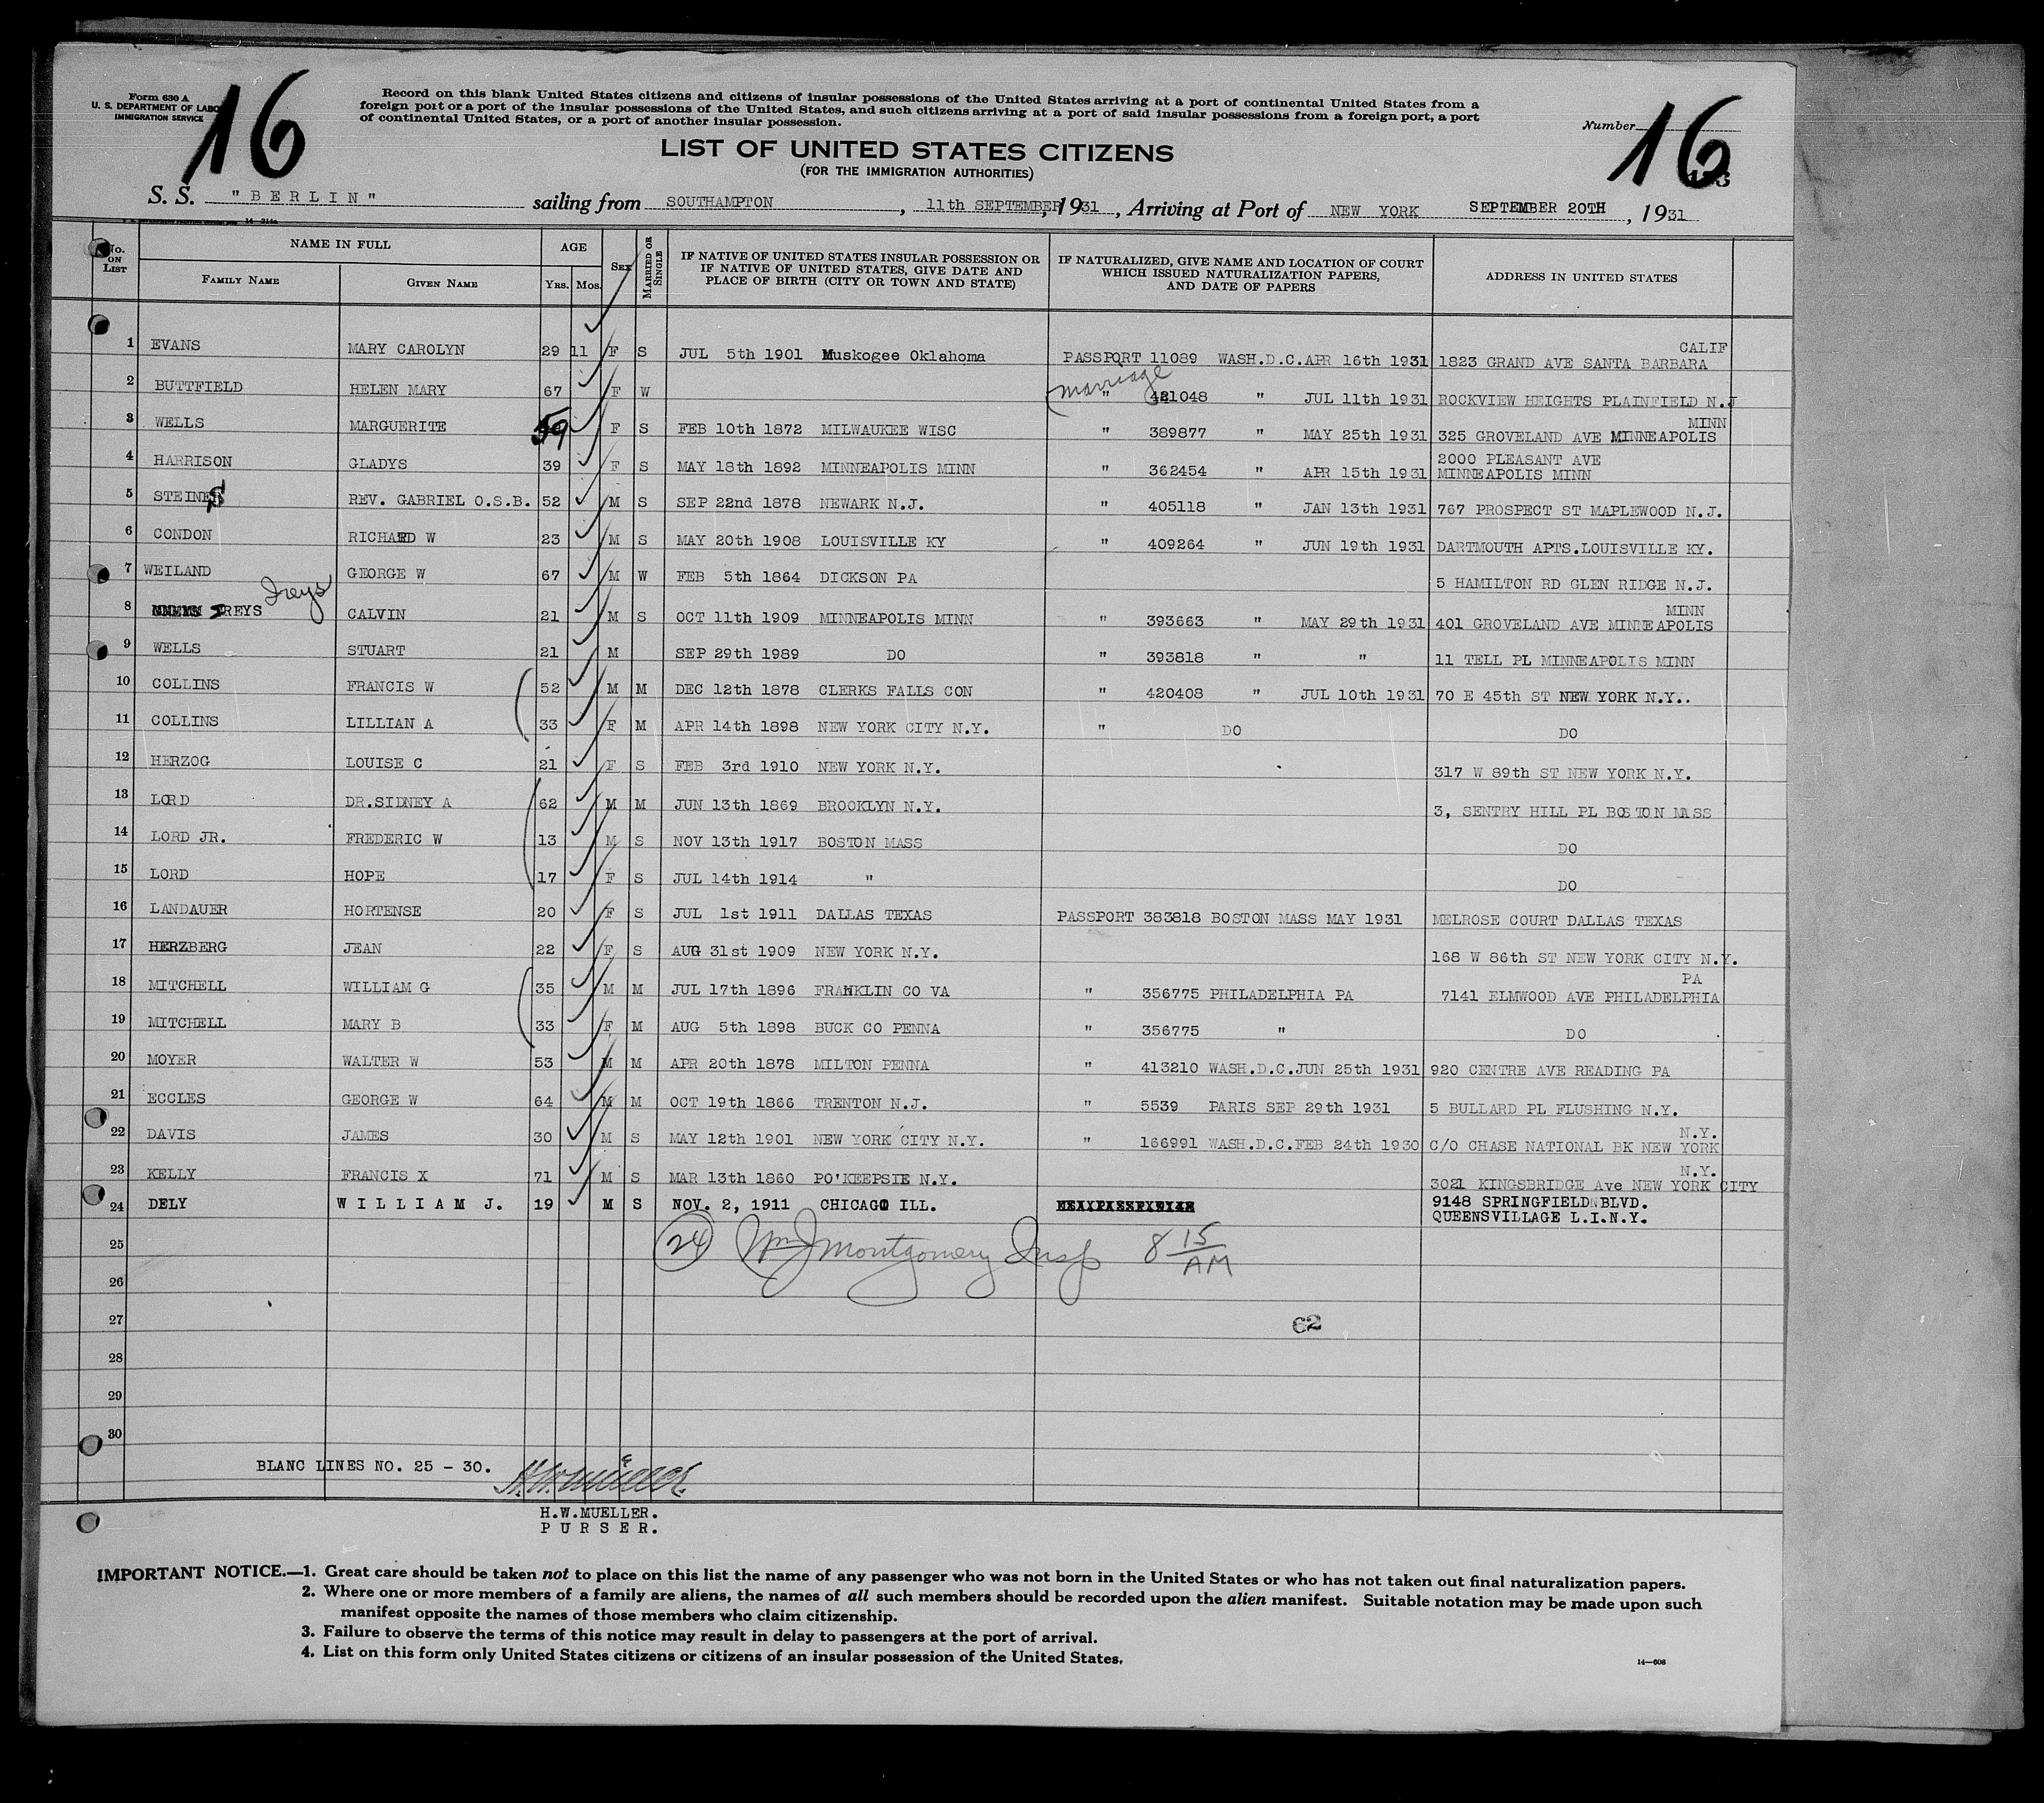 Form 630 A
U. S. DEPARTMENT OF LABO
IMMIGRATION SERVICE
16
Record on this blank United States citizens and citizens of insular possessions of the United States arriving at a port of continental United States from a
foreign port or a port of the insular possessions of the United States, and such citizens arriving at a port of said insular possessions from a foreign port, a port
of continental United States, or a port of another insular possession.
Number 16
LIST OF UNITED STATES CITIZENS
(FOR THE IMMIGRATION AUTHORITIES)
S. S. "BERLIN" sailing from SOUTHAMPTON, 11th SEPTEMBER, 1931, Arriving at Port of NEW YORK SEPTEMBER 20TH, 1931
14—214a
No. ON LIST NAME IN FULL FAMILY NAME GIVEN NAME AGE YRS. MOS. SEX MARRIED OR SINGLE IF NATIVE OF UNITED STATES INSULAR POSSESSION OR IF NATIVE OF UNITED STATES, GIVE DATE AND PLACE OF BIRTH (CITY OR TOWN AND STATE) IF NATURALIZED, GIVE NAME AND LOCATION OF COURT WHICH ISSUED NATURALIZATION PAPERS, AND DATE OF PAPERS ADDRESS IN UNITED STATES
1 EVANS MARY CAROLYN 29 11 F S JUL 5th 1901 Muskogee Oklahoma PASSPORT 11089 WASH.D.C.APR 16th 1931 1823 GRAND AVE SANTA BARBARA CALIF
2 BUTTFIELD HELEN MARY 67 F W marriage " 421048 " JUL 11th 1931 ROCKVIEW HEIGHTS PLAINFIELD N.J
3 WELLS MARGUERITE 59 F S FEB 10th 1872 MILWAUKEE WISC " 389877 " MAY 25th 1931 325 GROVELAND AVE MINNEAPOLIS MINN
4 HARRISON GLADYS 39 F S MAY 18th 1892 MINNEAPOLIS MINN " 362454 " APR 15th 1931 2000 PLEASANT AVE MINNEAPOLIS MINN
5 STEINES REV. GABRIEL O.S.B. 52 M S SEP 22nd 1878 NEWARK N.J. " 405118 " JAN 13th 1931 767 PROSPECT ST MAPLEWOOD N.J.
6 CONDON RICHARD W 23 M S MAY 20th 1908 LOUISVILLE KY " 409264 " JUN 19th 1931 DARTMOUTH APTS.LOUISVILLE KY.
7 WEILAND GEORGE W 67 M W FEB 5th 1864 DICKSON PA 5 HAMILTON RD GLEN RIDGE N.J.
8 IREYS Ireys CALVIN 21 M S OCT 11th 1909 MINNEAPOLIS MINN " 393663 " MAY 29th 1931 401 GROVELAND AVE MINNEAPOLIS MINN
9 WELLS STUART 21 M SEP 29th 1989 DO " 393818 " " 11 TELL PL MINNEAPOLIS MINN
10 COLLINS FRANCIS W 52 M M DEC 12th 1878 CLERKS FALLS CON " 420408 " JUL 10th 1931 70 E 45th ST NEW YORK N.Y..
11 COLLINS LILLIAN A 33 F M APR 14th 1898 NEW YORK CITY N.Y. " DO DO
12 HERZOG LOUISE C 21 F S FEB 3rd 1910 NEW YORK N.Y. 317 W 89th ST NEW YORK N.Y.
13 LORD DR.SIDNEY A 62 M M JUN 13th 1869 BROOKLYN N.Y. 3, SENTRY HILL PL BOSTON MASS
14 LORD JR. FREDERIC W 13 M S NOV 13th 1917 BOSTON MASS DO
15 LORD HOPE 17 F S JUL 14th 1914 " DO
16 LANDAUER HORTENSE 20 F S JUL 1st 1911 DALLAS TEXAS PASSPORT 383818 BOSTON MASS MAY 1931 MELROSE COURT DALLAS TEXAS
17 HERZBERG JEAN 22 F S AUG 31st 1909 NEW YORK N.Y. 168 W 86th ST NEW YORK CITY N.Y.
18 MITCHELL WILLIAM G 35 M M JUL 17th 1896 FRANKLIN CO VA " 356775 PHILADELPHIA PA 7141 ELMWOOD AVE PHILADELPHIA PA
19 MITCHELL MARY B 33 F M AUG 5th 1898 BUCK CO PENNA " 356775 " DO
20 MOYER WALTER W 53 M M APR 20th 1878 MILTON PENNA " 413210 WASH.D.C.JUN 25th 1931 920 CENTRE AVE READING PA
21 ECCLES GEORGE W 64 M M OCT 19th 1866 TRENTON N.J. " 5539 PARIS SEP 29th 1931 5 BULLARD PL FLUSHING N.Y.
22 DAVIS JAMES 30 M S MAY 12th 1901 NEW YORK CITY N.Y. " 166991 WASH.D.C.FEB 24th 1930 C/O CHASE NATIONAL BK NEW YORK N.Y.
23 KELLY FRANCIS X 71 M S MAR 13th 1860 PO'KEEPSIE N.Y. 3021 KINGSBRIDGE Ave NEW YORK CITY N.Y.
24 DELY WILLIAM J. 19 M S NOV. 2, 1911 CHICAGO ILL. 9148 SPRINGFIELD BLVD. QUEENSVILLAGE L.I.N.Y.
25 24 Wm J Montgomery Insp 8 15 AM
26
27 62
28
29
30
BLANC LINES NO. 25 - 30. H.W.Mueller
H.W.MUELLER.
PURSER.
IMPORTANT NOTICE.—1. Great care should be taken not to place on this list the name of any passenger who was not born in the United States or who has not taken out final naturalization papers.
2. Where one or more members of a family are aliens, the names of all such members should be recorded upon the alien manifest. Suitable notation may be made upon such
manifest opposite the names of those members who claim citizenship.
3. Failure to observe the terms of this notice may result in delay to passengers at the port of arrival.
4. List on this form only United States citizens or citizens of an insular possession of the United States.
14—608